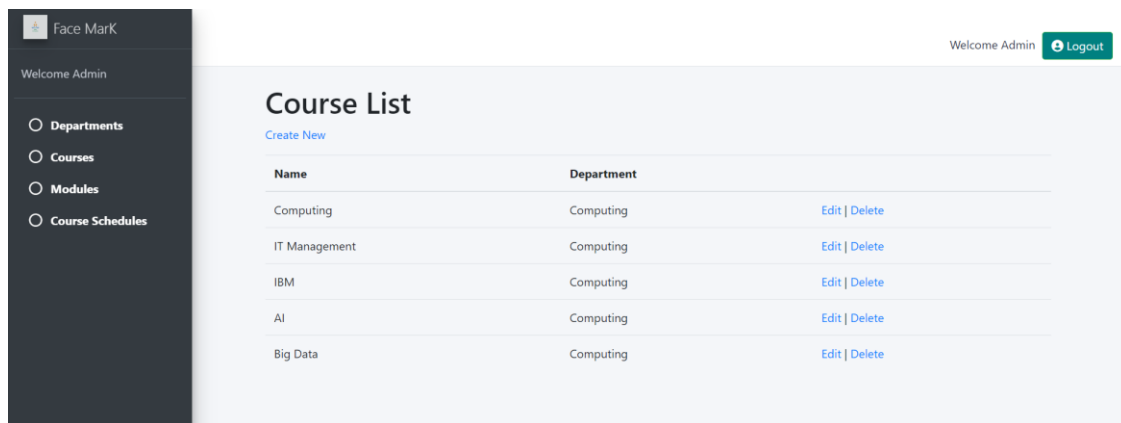 Face MarK
Welcome Admin
Departments
Courses
Modules
Course Schedules
Welcome Admin Logout
Course List
Create New
Name Department
Computing Computing Edit | Delete
IT Management Computing Edit | Delete
IBM Computing Edit | Delete
AI Computing Edit | Delete
Big Data Computing Edit | Delete